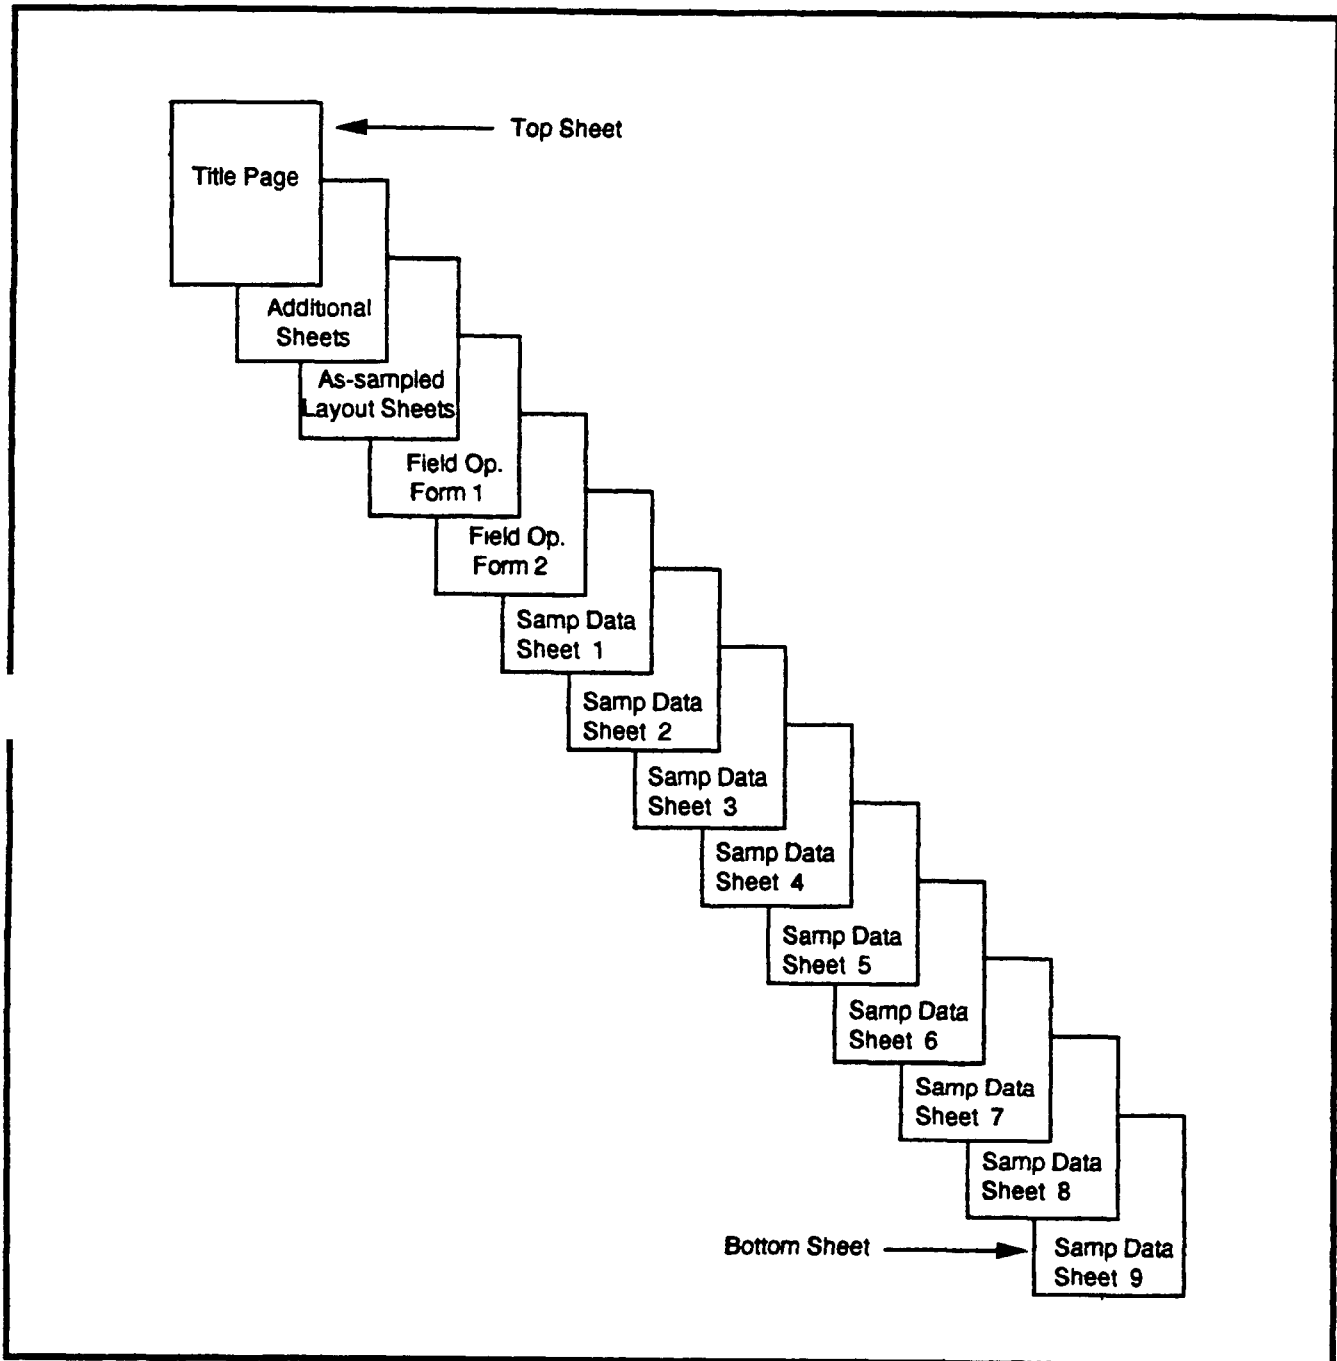 Top Sheet
Title Page
Additional
Sheets
As-sampled
Layout Sheets
Field Op.
Form 1
Field Op.
Form 2
Samp Data
Sheet 1
Samp Data
Sheet 2
Samp Data
Sheet 3
Samp Data
Sheet 4
Samp Data
Sheet 5
Samp Data
Sheet 6
Samp Data
Sheet 7
Samp Data
Sheet 8
Bottom Sheet
Samp Data
Sheet 9